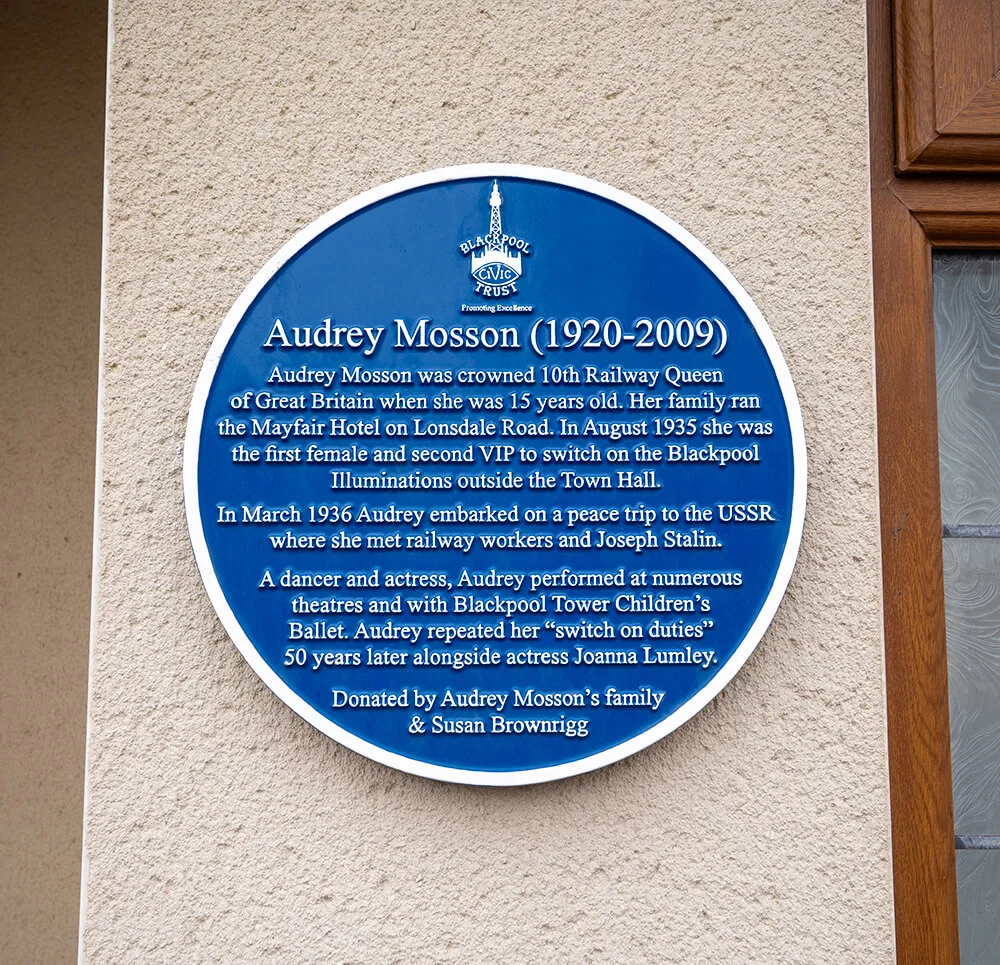 BLACKPOOL
CIVIC
TRUST
Promoting Excellence
Audrey Mosson (1920-2009)
Audrey Mosson was crowned 10th Railway Queen
of Great Britain when she was 15 years old. Her family ran
the Mayfair Hotel on Lonsdale Road. In August 1935 she was
the first female and second VIP to switch on the Blackpool
Illuminations outside the Town Hall.
In March 1936 Audrey embarked on a peace trip to the USSR
where she met railway workers and Joseph Stalin.
A dancer and actress, Audrey performed at numerous
theatres and with Blackpool Tower Children’s
Ballet. Audrey repeated her “switch on duties”
50 years later alongside actress Joanna Lumley.
Donated by Audrey Mosson’s family
& Susan Brownrigg